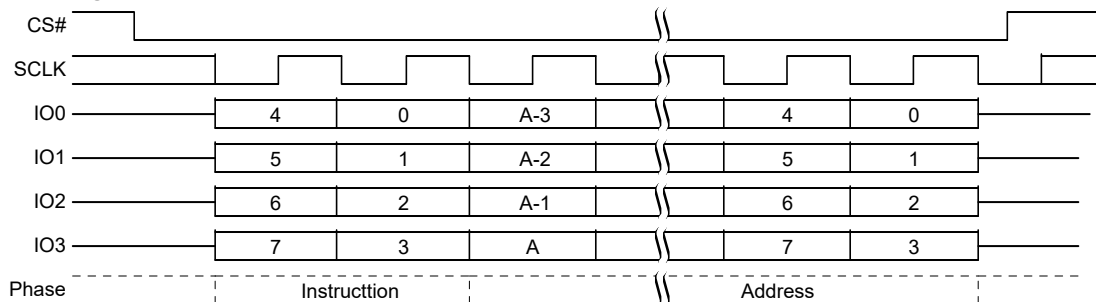 CS#
SCLK
IO0 4 0 A-3 4 0
IO1 5 1 A-2 5 1
IO2 6 2 A-1 6 2
IO3 7 3 A 7 3
Phase Instructtion Address